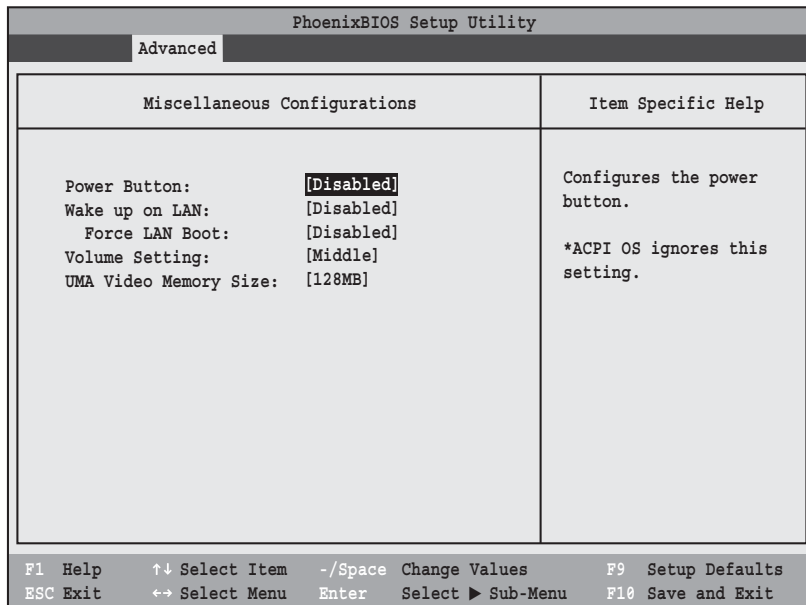 PhoenixBIOS Setup Utility
Advanced
Miscellaneous Configurations
Item Specific Help
Power Button: [Disabled]
Wake up on LAN: [Disabled]
Force LAN Boot: [Disabled]
Volume Setting: [Middle]
UMA Video Memory Size: [128MB]
Configures the power
button.
*ACPI OS ignores this
setting.
F1 Help ↑↓ Select Item -/Space Change Values F9 Setup Defaults
ESC Exit ←→ Select Menu Enter Select ▶ Sub-Menu F10 Save and Exit